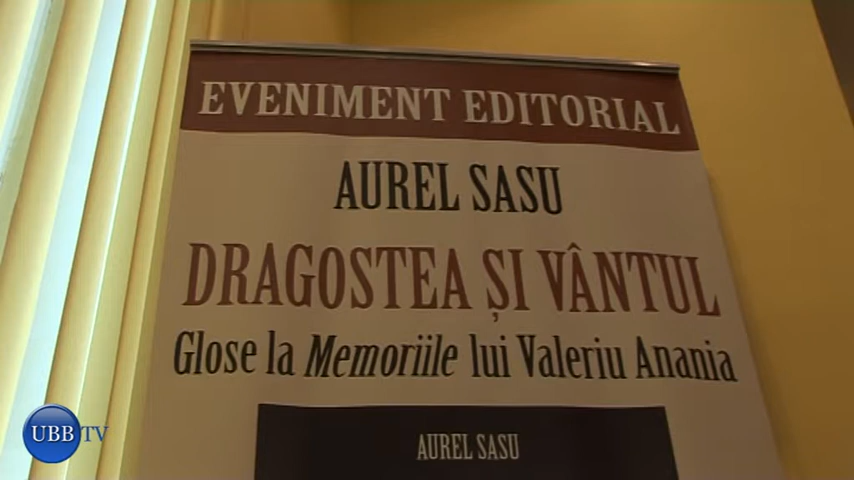 EVENIMENT EDITORIAL
AUREL SASU
DRAGOSTEA ȘI VÂNTUL
Glose la Memoriile lui Valeriu Anania
AUREL SASU
UBB TV